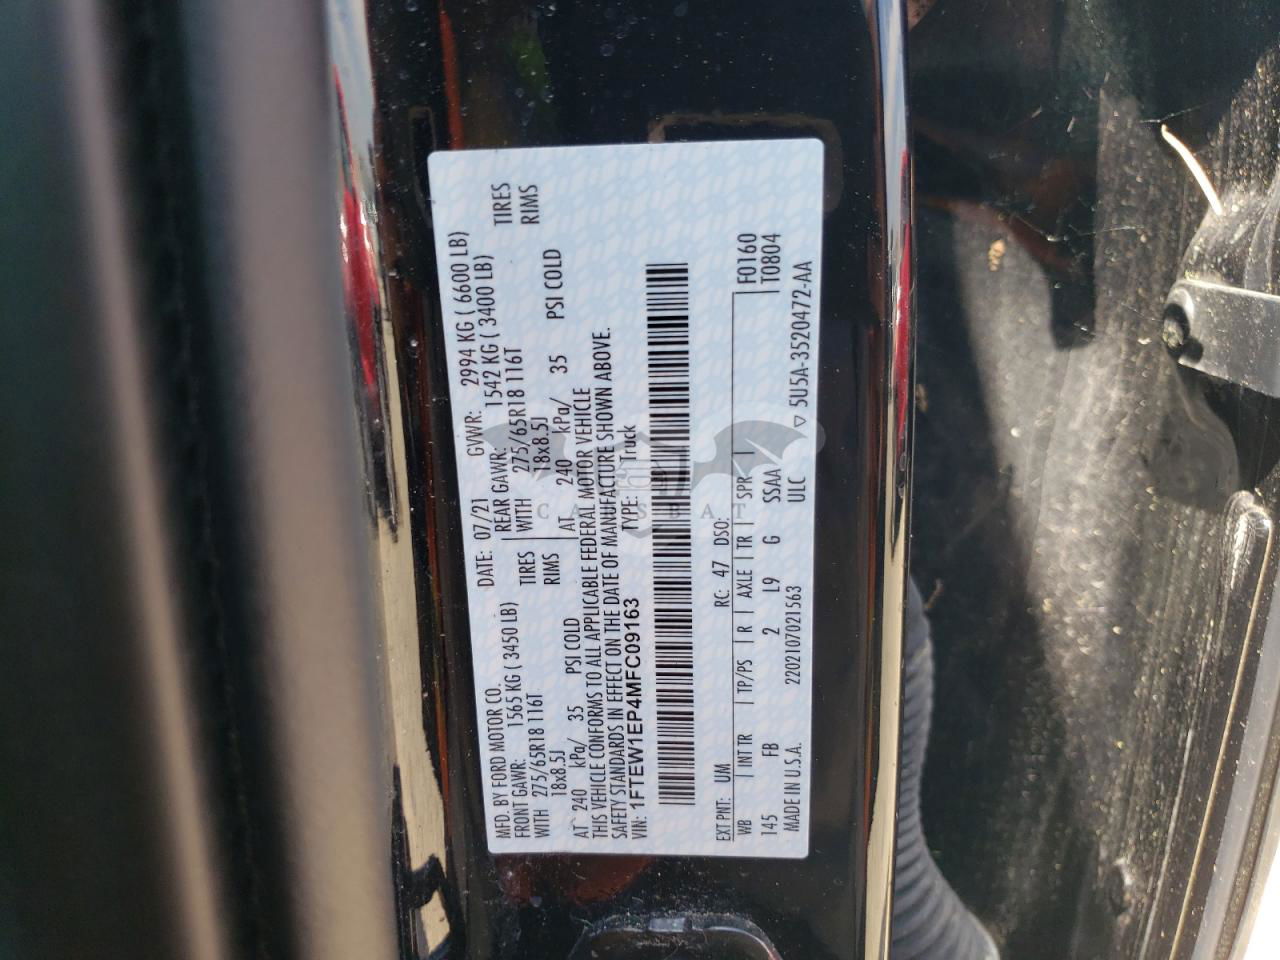 MFD. BY FORD MOTOR CO.
DATE: 07/21 GVWR: 2994 KG ( 6600 LB)
FRONT GAWR: 1565 KG ( 3450 LB)
REAR GAWR: 1542 KG ( 3400 LB)
WITH 275/65R18 116T TIRES
WITH 275/65R18 116T TIRES
18x8.5J RIMS
18x8.5J RIMS
AT 240 kPa/ 35 PSI COLD
AT 240 kPa/ 35 PSI COLD
THIS VEHICLE CONFORMS TO ALL APPLICABLE FEDERAL MOTOR VEHICLE
SAFETY STANDARDS IN EFFECT ON THE DATE OF MANUFACTURE SHOWN ABOVE.
VIN: 1FTEW1EP4MFC09163
TYPE: Truck
EXT PNT: UM RC: 47 DSO: F0160
WB INT TR TP/PS R AXLE TR SPR T0804
145 FB 2 L9 G SSAA
MADE IN U.S.A. 2202107021563 ULC ▽ 5U5A-3520472-AA
CARSBAT